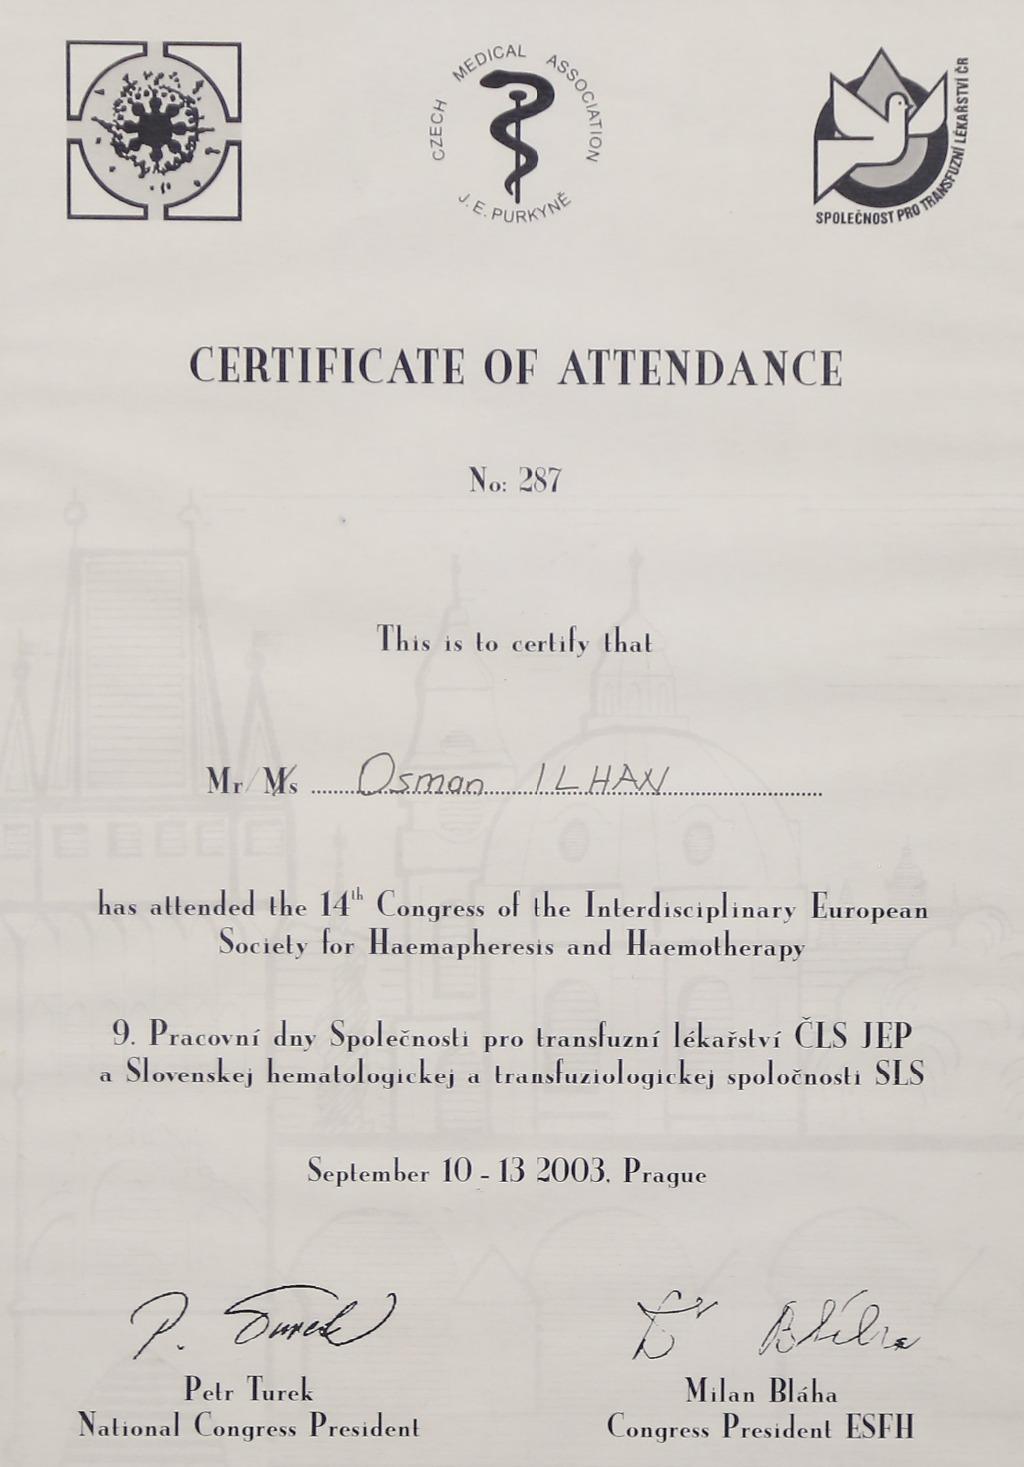 CZECH MEDICAL ASSOCIATION
J. E. PURKYNĚ
SPOLEČNOST PRO TRANSFUZNÍ LÉKAŘSTVÍ ČR
CERTIFICATE OF ATTENDANCE
No: 287
This is to certify that
Mr/Ms Osman ILHAN
has attended the 14th Congress of the Interdisciplinary European
Society for Haemapheresis and Haemotherapy
9. Pracovní dny Společnosti pro transfuzní lékařství ČLS JEP
a Slovenskej hematologickej a transfuziologickej spoločnosti SLS
September 10 - 13 2003, Prague
P. Turek
Bláha
Petr Turek
Milan Bláha
National Congress President
Congress President ESFH